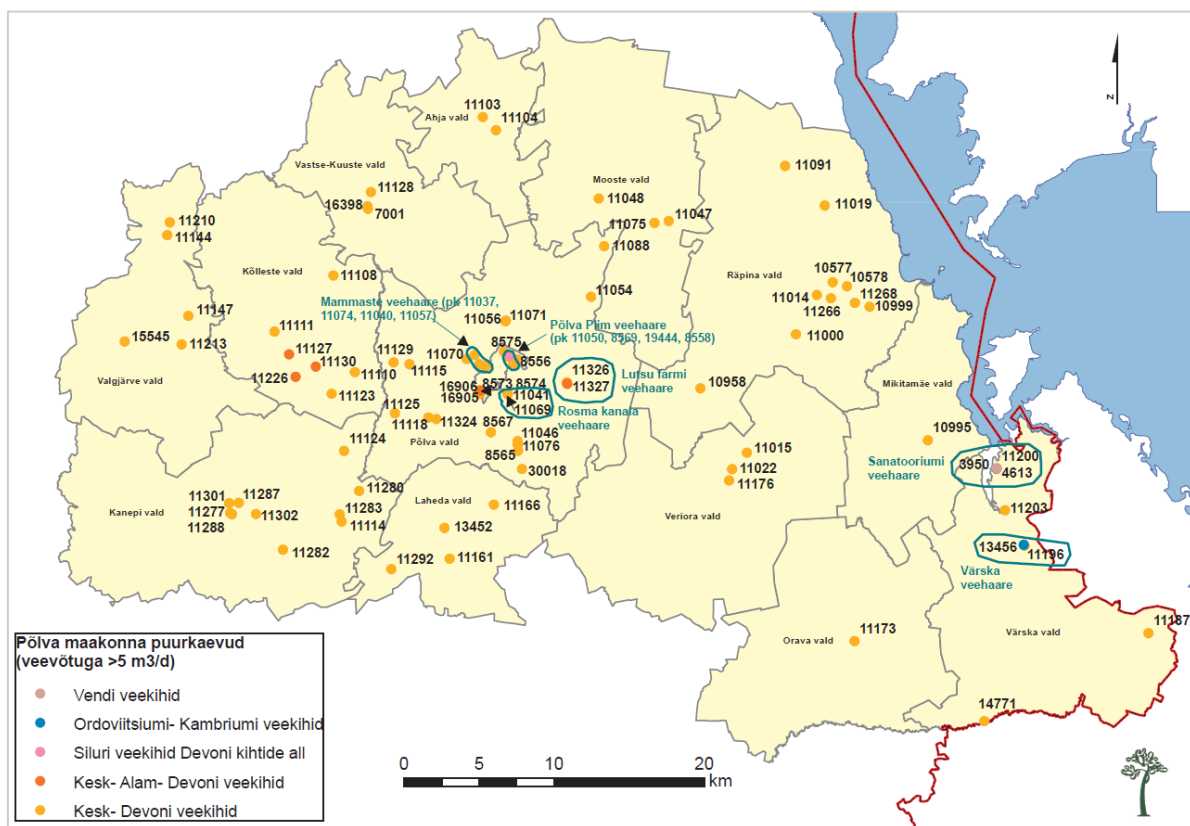 11103
Ahja vald
11104
Vastse-Kuuste vald
Mooste vald
11091
11128
16398
7001
11048
11019
11210
11144
11075
11047
11088
Kõlleste vald
11108
Räpina vald
10577
10578
Mammaste veehaare (pk 11037,
11074, 11040, 11057)
11054
11014
11268
11266
10999
11147
11071
11056
Põlva Piim veehaare
(pk 11050, 8569, 19444, 8558)
15545
11111
11213
8575
11000
11127
11129
11070
8556
11130
11115
11326
11327
Lutsu farmi
veehaare
Valgjärve vald
11226
11110
16906
8573
8574
16905
11041
11069
Rosma kanala
veehaare
10958
Mikitamäe vald
11123
11125
11118
11324
8567
Põlva vald
11046
11076
8565
10995
11124
11015
3950
11200
4613
Sanatooriumi
veehaare
30018
11022
11176
11280
11301
11287
11277
11288
11302
Kanepi vald
11283
11114
Laheda vald
11166
Veriora vald
11203
13452
11282
13456
11196
Värska
veehaare
11292
11161
Orava vald
11173
Värska vald
11187
14771
Põlva maakonna puurkaevud
(veevõtuga >5 m3/d)
Vendi veekihid
Ordoviitsiumi- Kambriumi veekihid
Siluri veekihid Devoni kihtide all
Kesk- Alam- Devoni veekihid
Kesk- Devoni veekihid
0 5 10 20
km
z